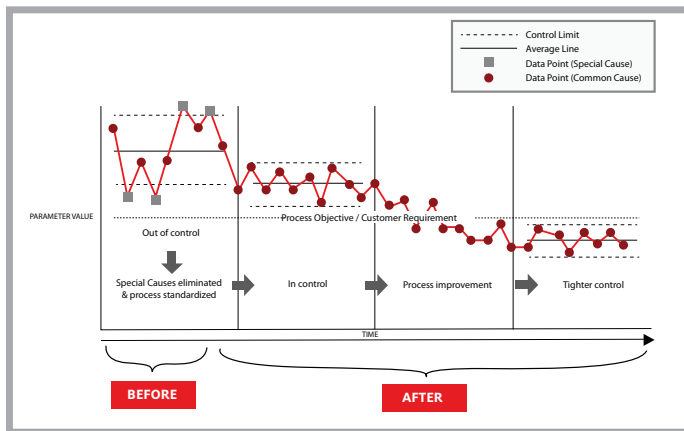 Control Limit
Average Line
Data Point (Special Cause)
Data Point (Common Cause)
PARAMETER VALUE
Process Objective / Customer Requirement
Out of control
Special Causes eliminated
& process standardized
In control
Process improvement
Tighter control
TIME
BEFORE
AFTER